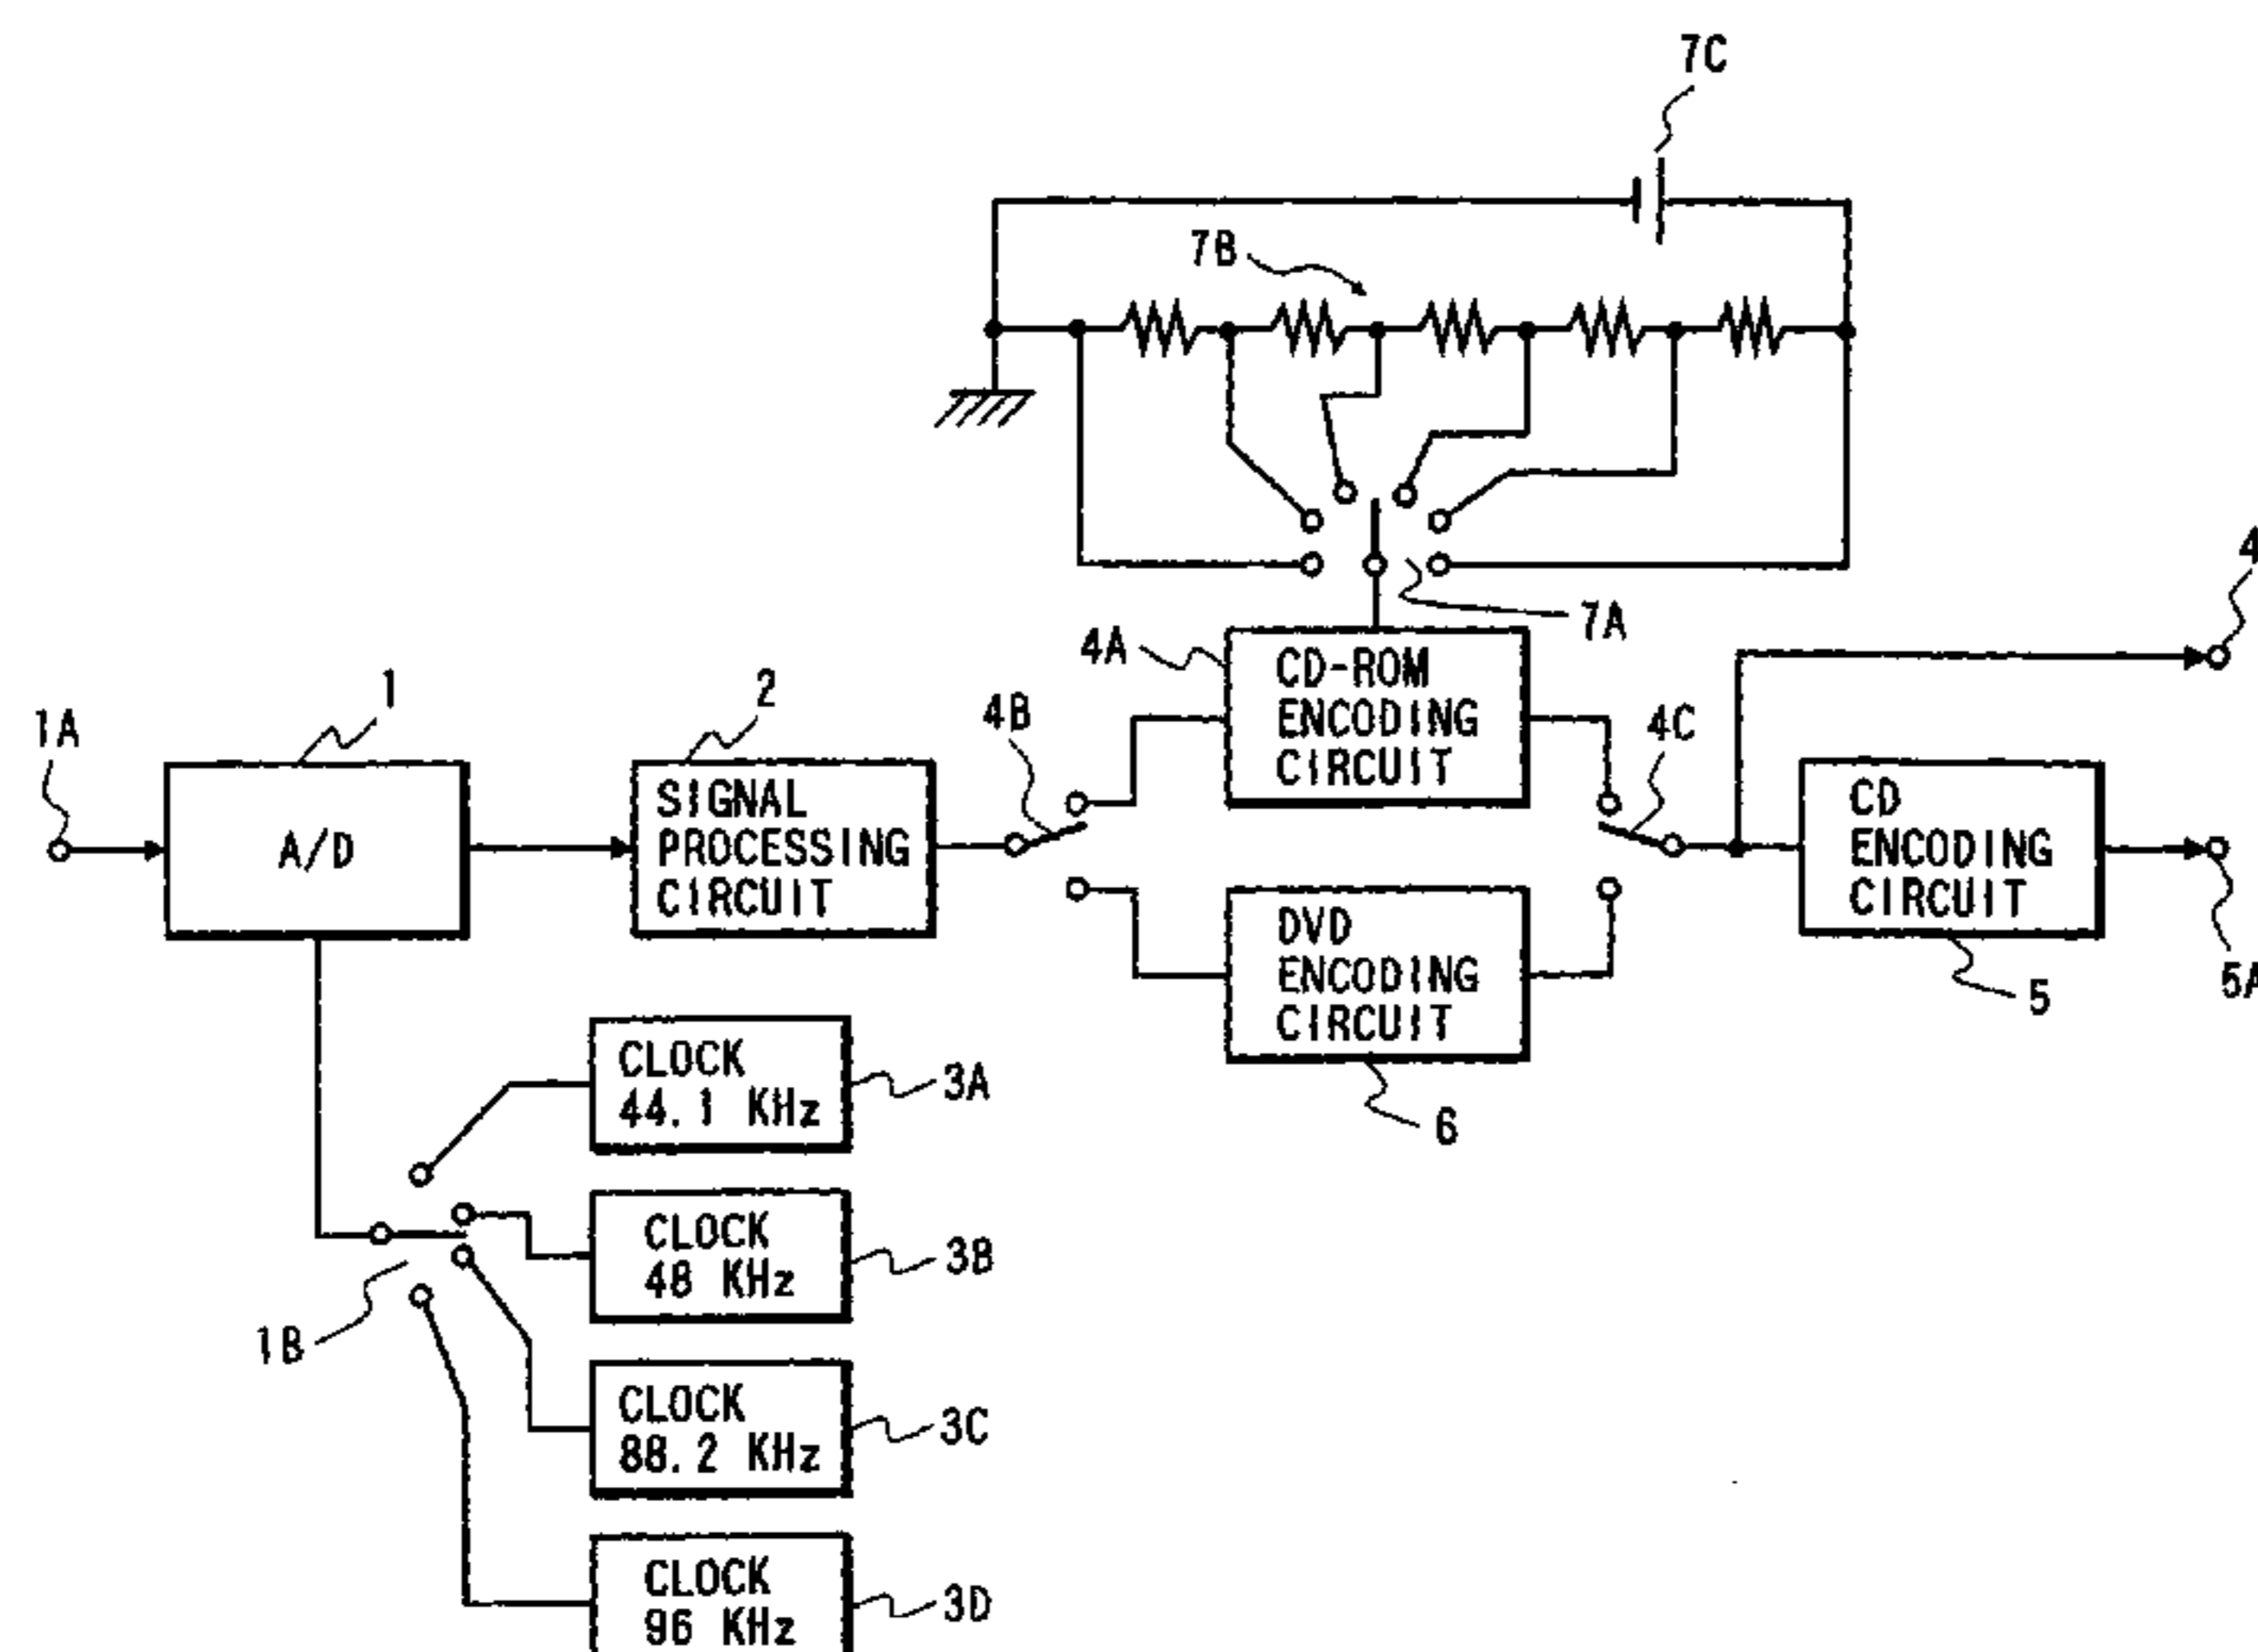 7C
7B
7A
4A
CD-ROM
ENCODING
CIRCUIT
4
1A
1
2
4B
4C
A/D
SIGNAL
PROCESSING
CIRCUIT
CD
ENCODING
CIRCUIT
DVD
ENCODING
CIRCUIT
5
5A
6
CLOCK
44.1 KHz
3A
CLOCK
48 KHz
3B
1B
CLOCK
88.2 KHz
3C
CLOCK
96 KHz
3D